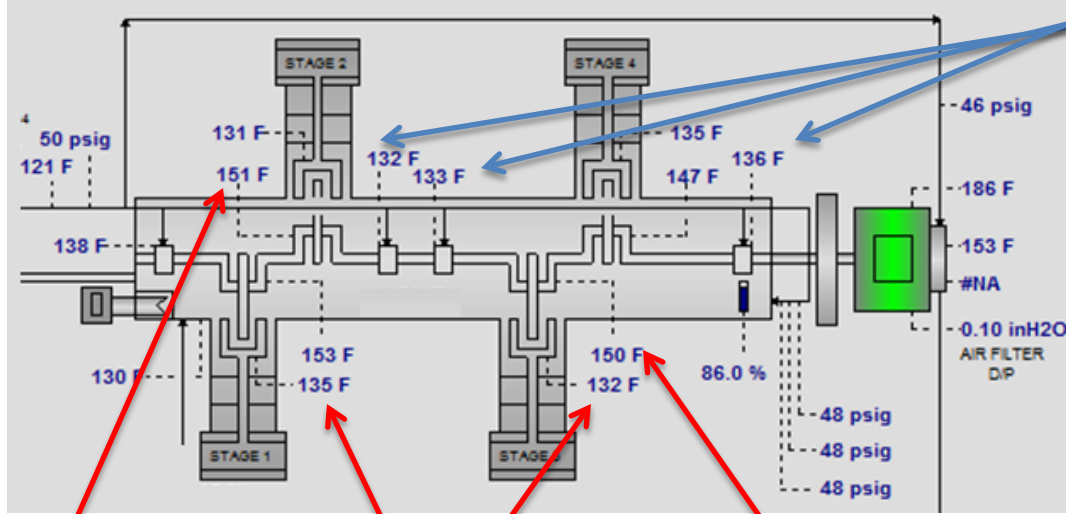 STAGE 2
STAGE 4
4
50 psig
46 psig
131 F
135 F
121 F
132 F
136 F
151 F
133 F
147 F
186 F
138 F
153 F
#NA
153 F
150 F
0.10 inH2O
130 F
135 F
132 F
86.0 %
AIR FILTER
D/P
48 psig
48 psig
48 psig
STAGE 1
STAGE